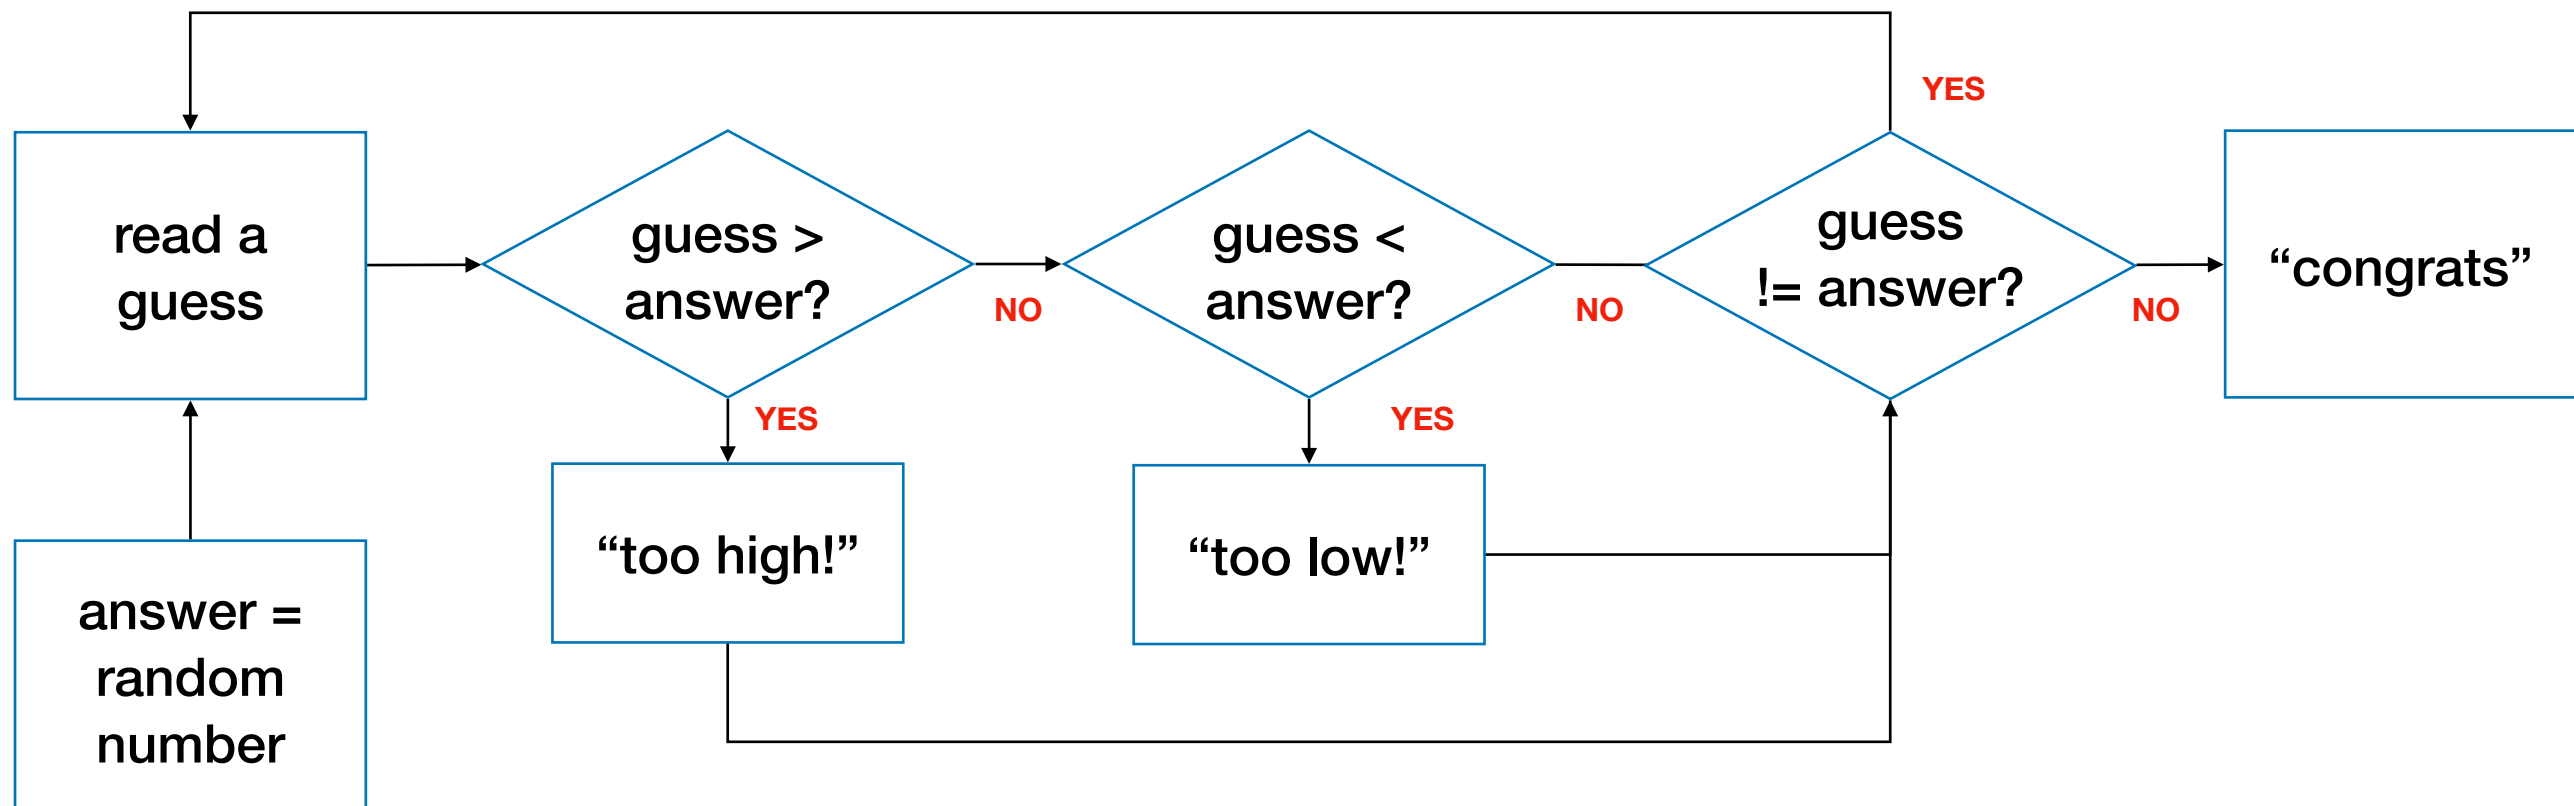 YES
read a
guess
guess >
answer?
NO
guess <
answer?
NO
guess
!= answer?
NO
“congrats”
YES
YES
“too high!”
“too low!”
answer =
random
number